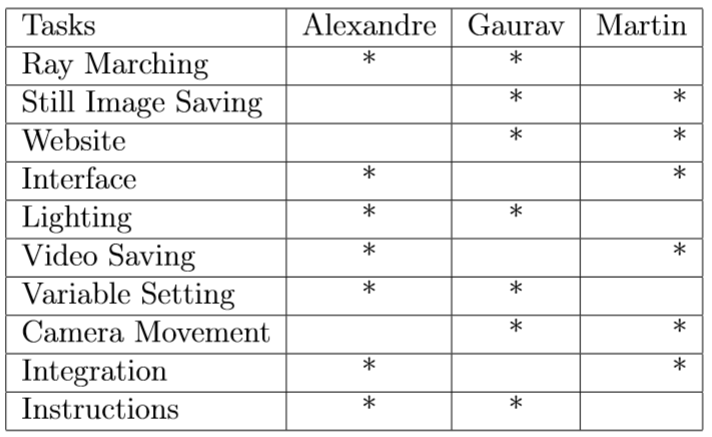 Tasks Alexandre Gaurav Martin
Ray Marching * *
Still Image Saving * *
Website * *
Interface * *
Lighting * *
Video Saving * *
Variable Setting * *
Camera Movement * *
Integration * *
Instructions * *